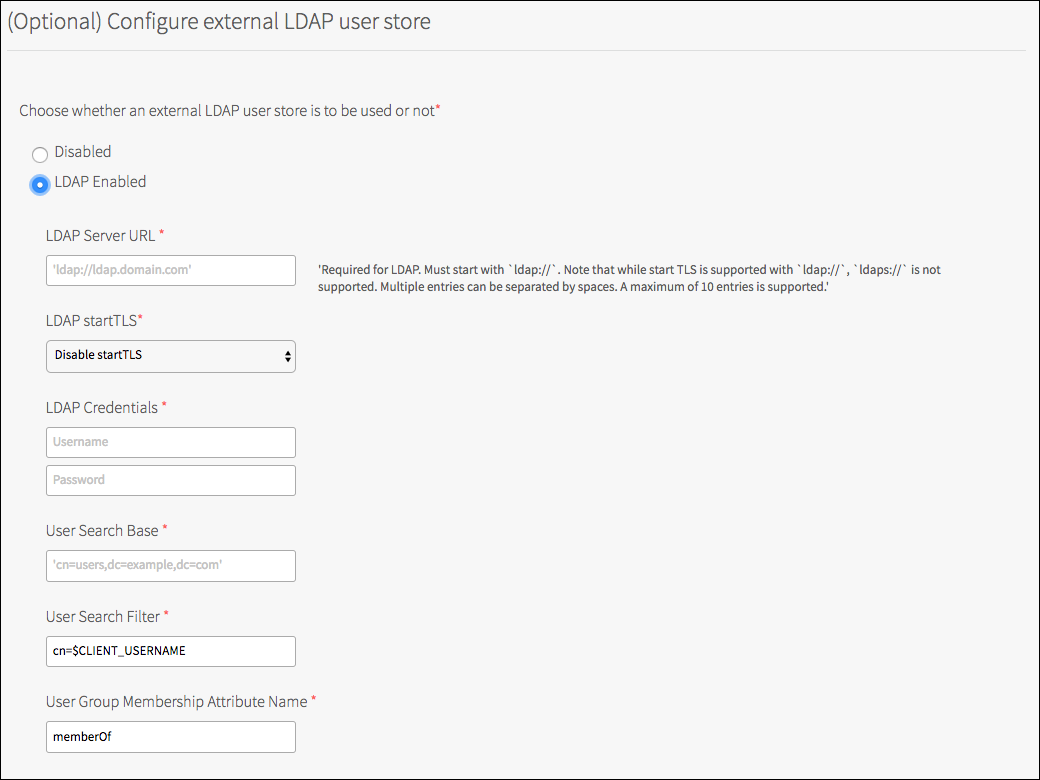 (Optional) Configure external LDAP user store
Choose whether an external LDAP user store is to be used or not*
Disabled
LDAP Enabled
LDAP Server URL *
'ldap://ldap.domain.com'
'Required for LDAP. Must start with `ldap://`. Note that while start TLS is supported with `ldap://`, `ldaps://` is not
supported. Multiple entries can be separated by spaces. A maximum of 10 entries is supported.'
LDAP startTLS*
Disable startTLS
LDAP Credentials *
Username
Password
User Search Base *
'cn=users,dc=example,dc=com'
User Search Filter *
cn=$CLIENT_USERNAME
User Group Membership Attribute Name *
memberOf